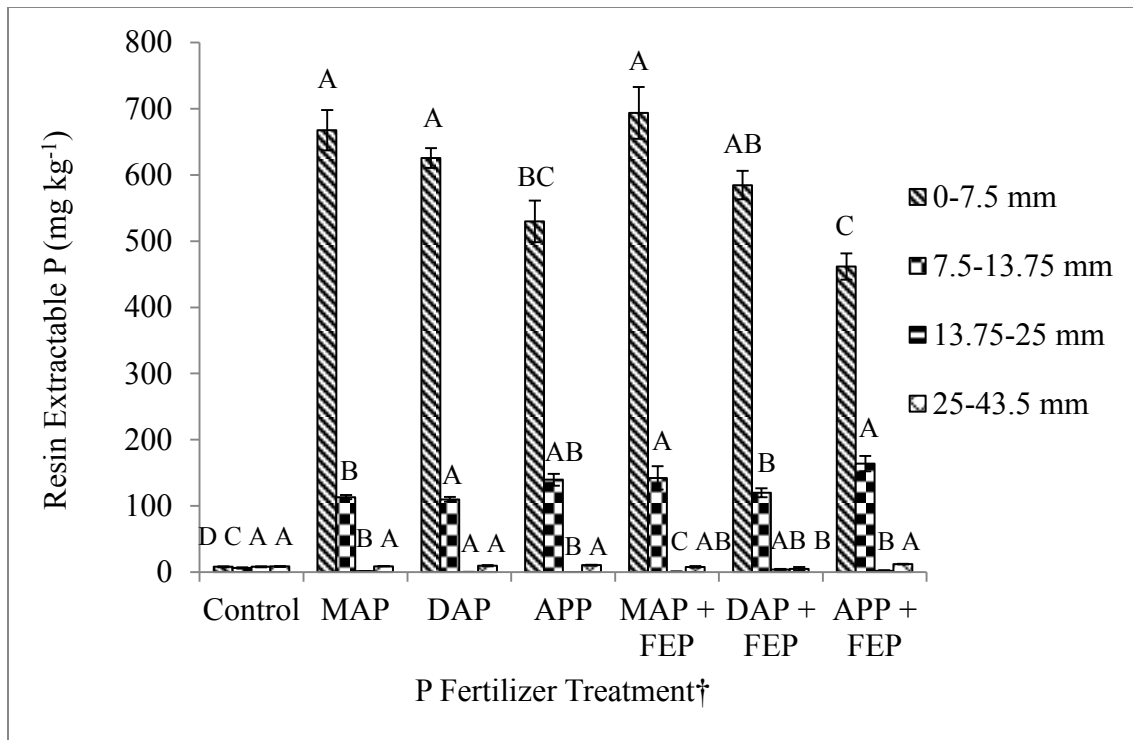 Resin Extractable P (mg kg-1)
800
700
600
500
400
300
200
100
0
D C A A
A
B
B A
A
A
A A
BC
AB
B A
A
A
C AB
AB
B
AB B
C
A
B A
Control
MAP
DAP
APP
MAP +
FEP
DAP +
FEP
APP +
FEP
P Fertilizer Treatment†
0-7.5 mm
7.5-13.75 mm
13.75-25 mm
25-43.5 mm